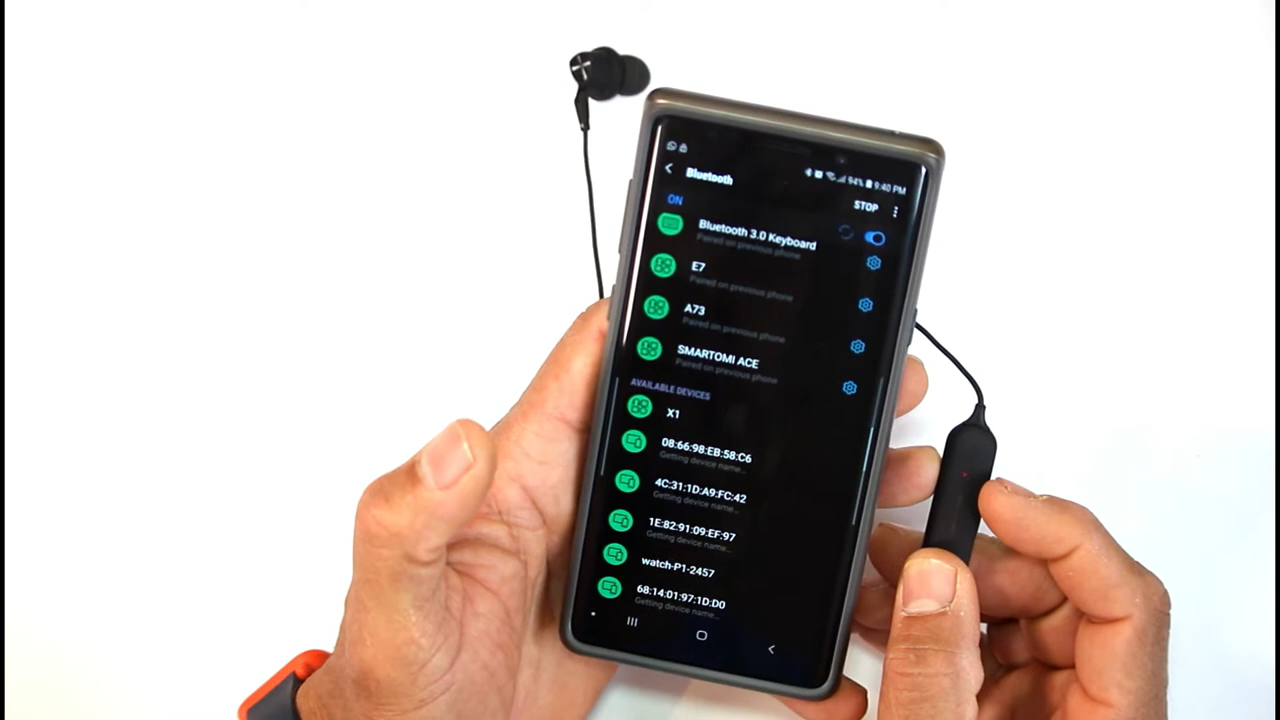 94% 9:40 PM
Bluetooth
STOP
ON
Bluetooth 3.0 Keyboard
Paired on previous phone
E7
Paired on previous phone
A73
Paired on previous phone
SMARTOMI ACE
Paired on previous phone
AVAILABLE DEVICES
X1
08:66:98:EB:58:C6
Getting device name...
4C:31:1D:A9:FC:42
Getting device name...
1E:82:91:09:EF:97
Getting device name...
watch-P1-2457
68:14:01:97:1D:D0
Getting device name...